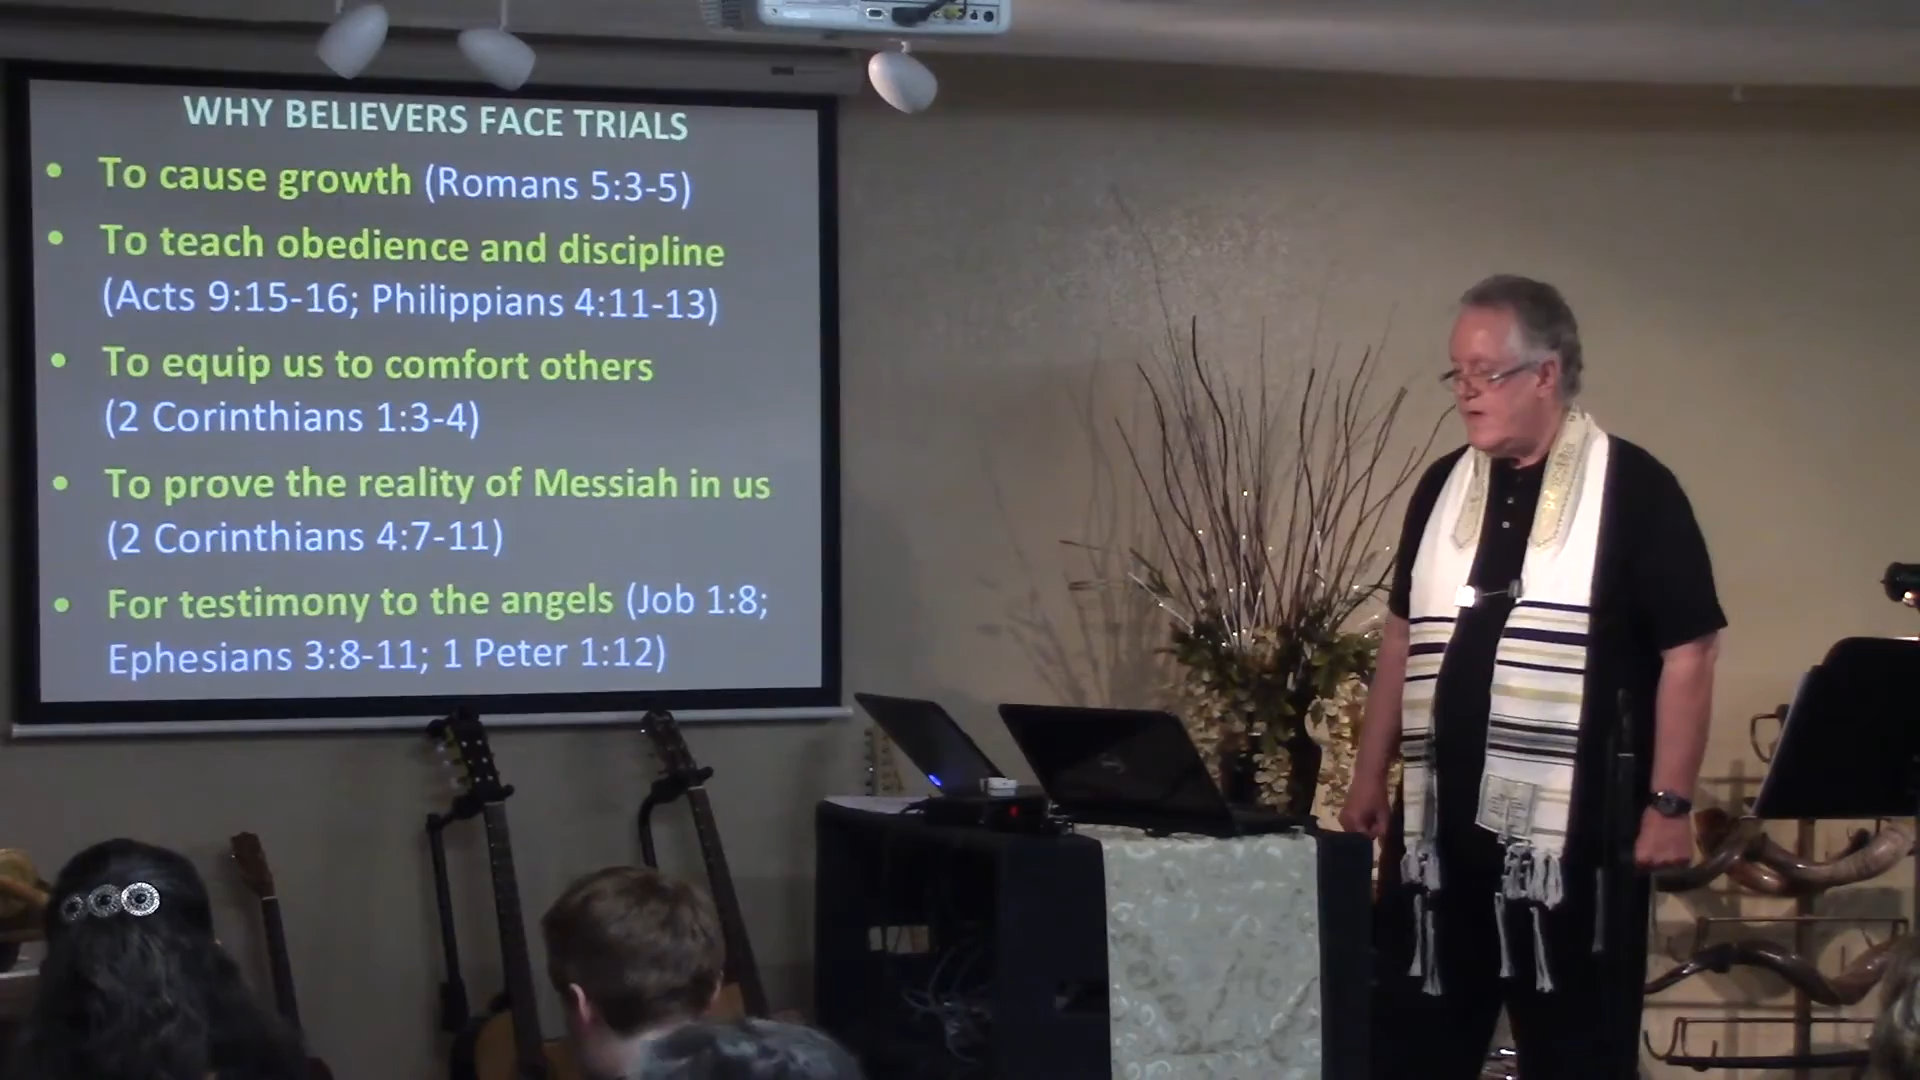 WHY BELIEVERS FACE TRIALS
• To cause growth (Romans 5:3-5)
• To teach obedience and discipline
(Acts 9:15-16; Philippians 4:11-13)
• To equip us to comfort others
(2 Corinthians 1:3-4)
• To prove the reality of Messiah in us
(2 Corinthians 4:7-11)
• For testimony to the angels (Job 1:8;
Ephesians 3:8-11; 1 Peter 1:12)